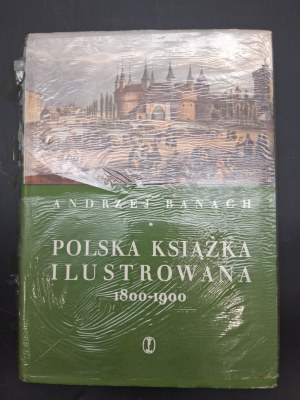 ANDRZEJ BANACH
POLSKA KSIĄŻKA
ILUSTROWANA
1800-1900